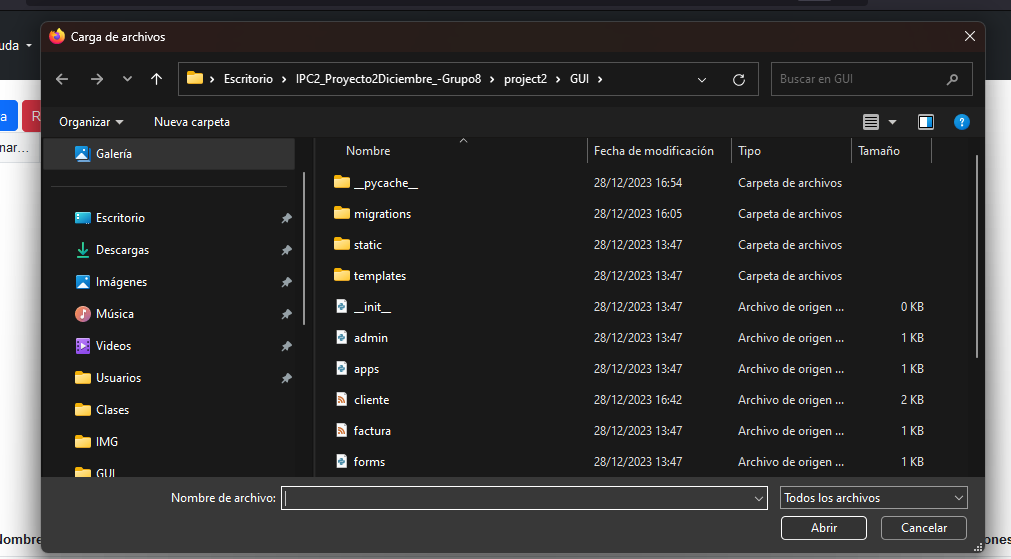 Carga de archivos
uda
Escritorio > IPC2_Proyecto2Diciembre_-Grupo8 > project2 > GUI >
Buscar en GUI
a
R
Organizar
Nueva carpeta
nar...
Galería
Nombre
Fecha de modificación
Tipo
Tamaño
__pycache__
28/12/2023 16:54
Carpeta de archivos
migrations
28/12/2023 16:05
Carpeta de archivos
Escritorio
static
28/12/2023 13:47
Carpeta de archivos
Descargas
templates
28/12/2023 13:47
Carpeta de archivos
Imágenes
__init__
28/12/2023 13:47
Archivo de origen ...
0 KB
Música
admin
28/12/2023 13:47
Archivo de origen ...
1 KB
Videos
apps
28/12/2023 13:47
Archivo de origen ...
1 KB
Usuarios
cliente
28/12/2023 16:42
Archivo de origen ...
2 KB
Clases
factura
28/12/2023 13:47
Archivo de origen ...
1 KB
IMG
forms
28/12/2023 13:47
Archivo de origen ...
1 KB
GUI
Nombre de archivo:
Todos los archivos
Abrir
Cancelar
Nombre
ones